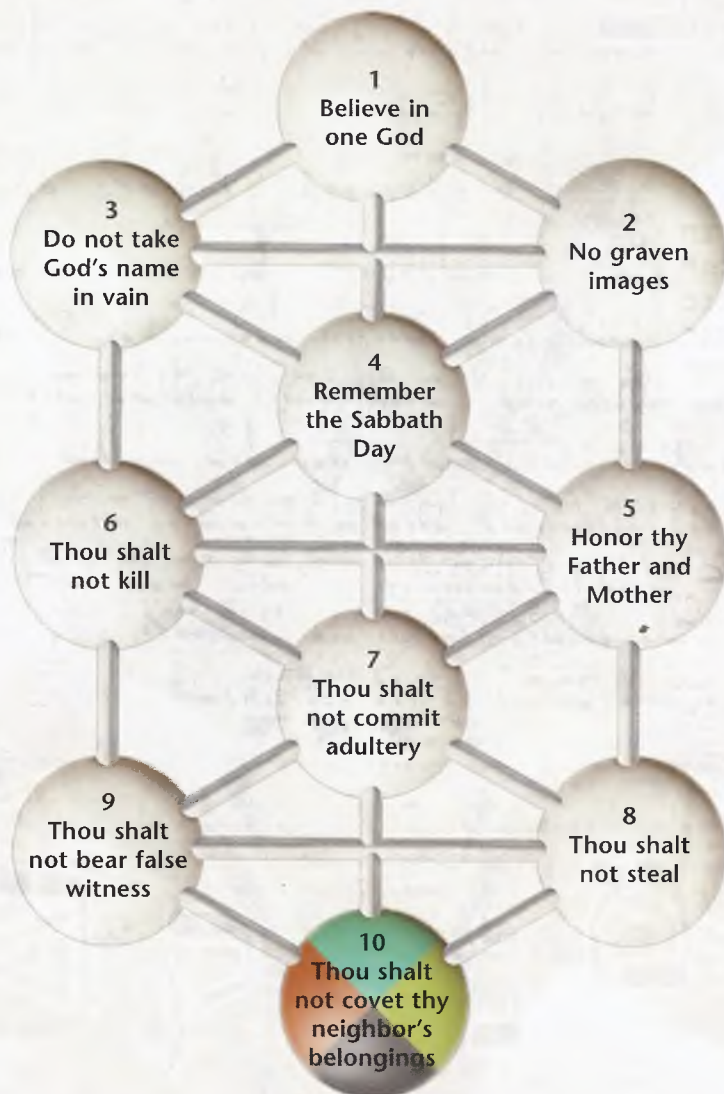 1
Believe in
one God
3
Do not take
God's name
in vain
2
No graven
images
4
Remember
the Sabbath
Day
6
Thou shalt
not kill
5
Honor thy
Father and
Mother
7
Thou shalt
not commit
adultery
9
Thou shalt
not bear false
witness
8
Thou shalt
not steal
10
Thou shalt
not covet thy
neighbor's
belongings